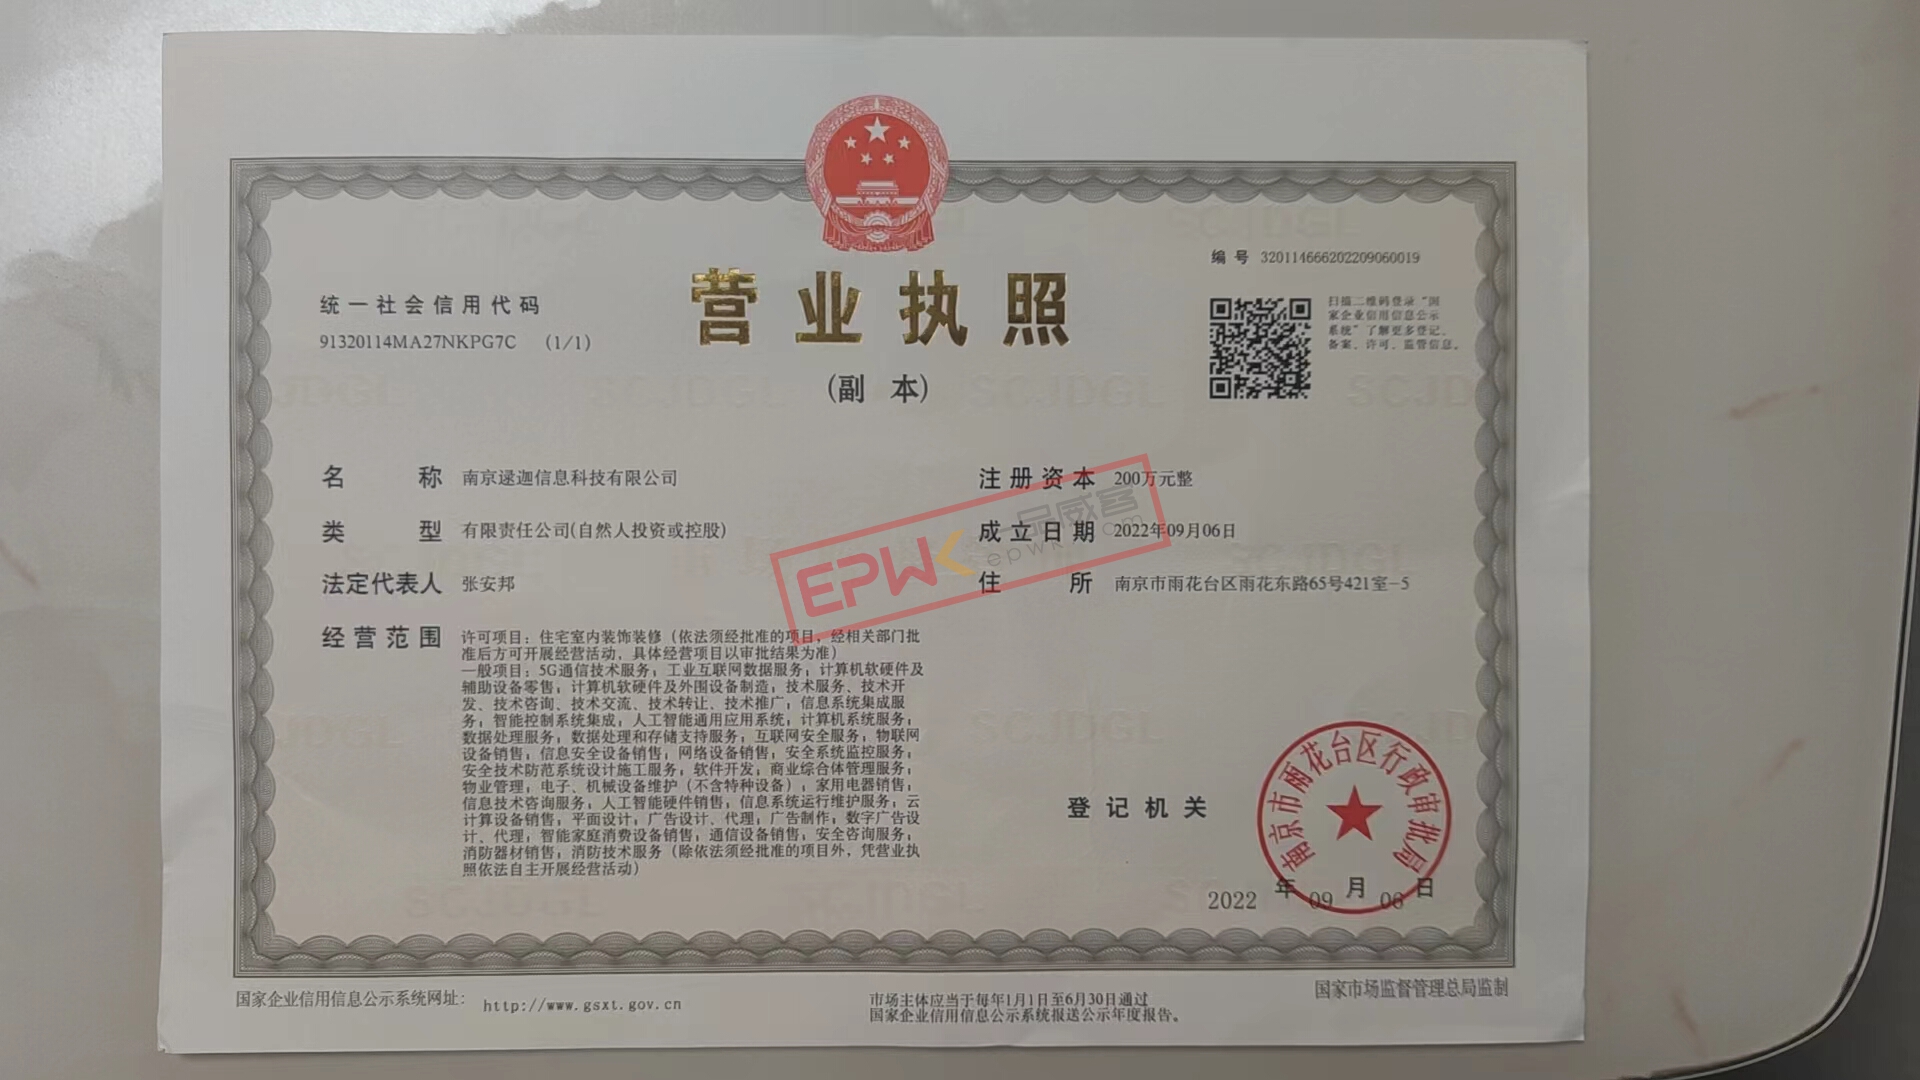 编号 320114666202209060019
统一社会信用代码
91320114MA27NKPG7C (1/1)
营业执照
(副 本)
扫描二维码登录“国
家企业信用信息公示
系统”了解更多登记、
备案、许可、监管信息。
名称 南京逯迦信息科技有限公司
类型 有限责任公司(自然人投资或控股)
法定代表人 张安邦
经营范围 许可项目：住宅室内装饰装修（依法须经批准的项目，经相关部门批
准后方可开展经营活动，具体经营项目以审批结果为准）
一般项目：5G通信技术服务；工业互联网数据服务；计算机软硬件及
辅助设备零售；计算机软硬件及外围设备制造；技术服务、技术开
发、技术咨询、技术交流、技术转让、技术推广；信息系统集成服
务；智能控制系统集成；人工智能通用应用系统；计算机系统服务；
数据处理服务；数据处理和存储支持服务；互联网安全服务；物联网
设备销售；信息安全设备销售；网络设备销售；安全系统监控服务；
安全技术防范系统设计施工服务；软件开发；商业综合体管理服务；
物业管理；电子、机械设备维护（不含特种设备）；家用电器销售；
信息技术咨询服务；人工智能硬件销售；信息系统运行维护服务；云
计算设备销售；平面设计；广告设计、代理；广告制作；数字广告设
计、代理；智能家庭消费设备销售；通信设备销售；安全咨询服务；
消防器材销售；消防技术服务（除依法须经批准的项目外，凭营业执
照依法自主开展经营活动）
注册资本 200万元整
成立日期 2022年09月06日
住所 南京市雨花台区雨花东路65号421室-5
EPWK 一品威客
epwk.com
登记机关
南京市雨花台区行政审批局
2022 年 09 月 06 日
国家企业信用信息公示系统网址： http://www.gsxt.gov.cn
市场主体应当于每年1月1日至6月30日通过
国家企业信用信息公示系统报送公示年度报告。
国家市场监督管理总局监制
SCJDGL